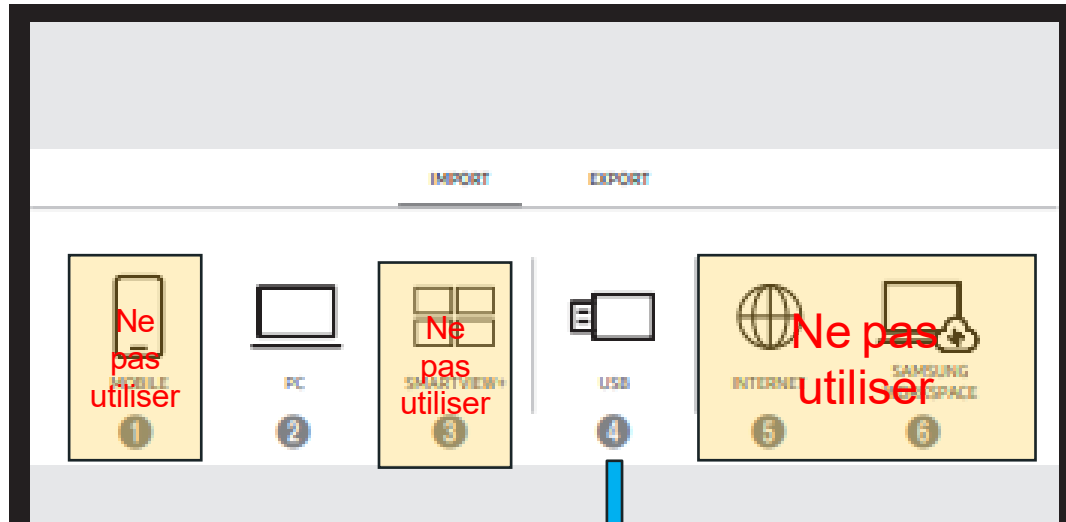 IMPORT EXPORT
Ne pas utiliser
Ne pas utiliser
Ne pas utiliser
MOBILE
PC
SMARTVIEW+
USB
INTERNET
SAMSUNG
WORKSPACE
1 2 3 4 5 6